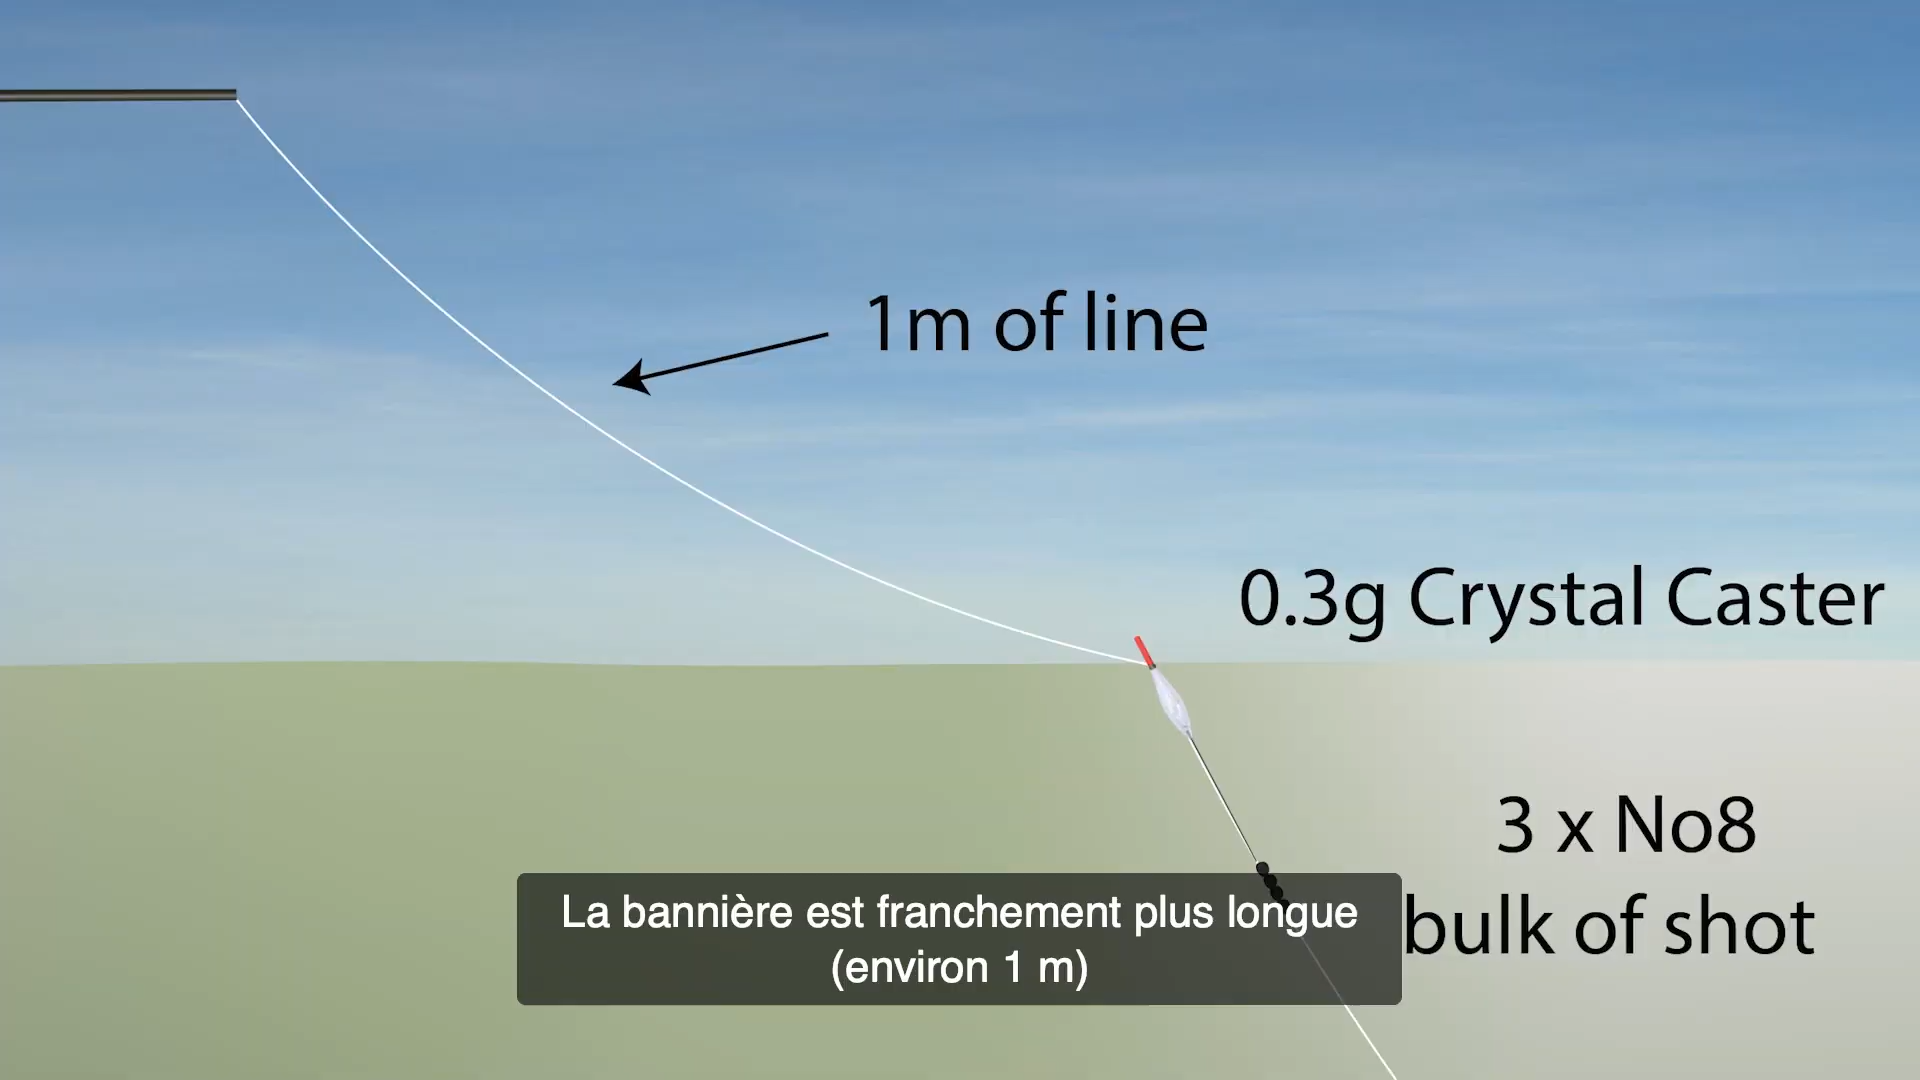 1m of line
0.3g Crystal Caster
3 x No8
bulk of shot
La bannière est franchement plus longue
(environ 1 m)